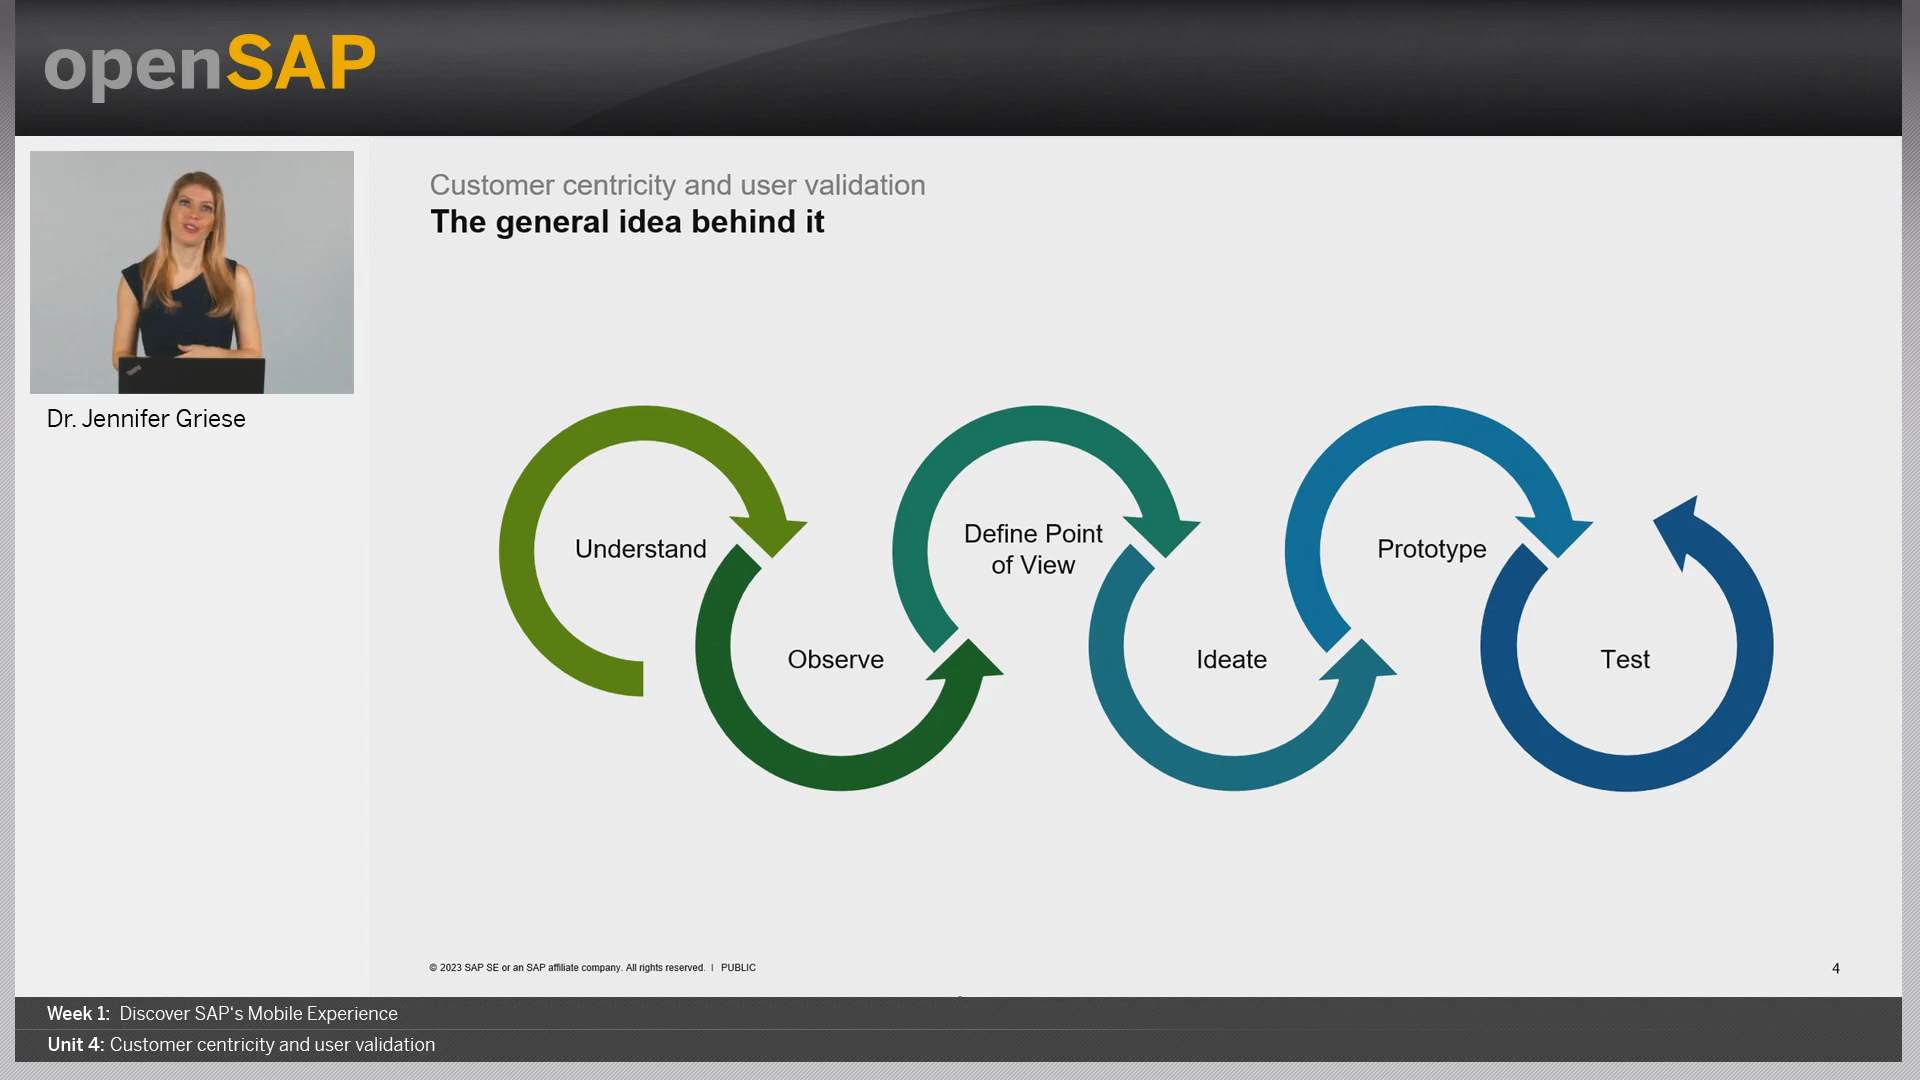 openSAP
Customer centricity and user validation
The general idea behind it
Dr. Jennifer Griese
Understand
Observe
Define Point
of View
Ideate
Prototype
Test
© 2023 SAP SE or an SAP affiliate company. All rights reserved. | PUBLIC
4
Week 1: Discover SAP‘s Mobile Experience
Unit 4: Customer centricity and user validation